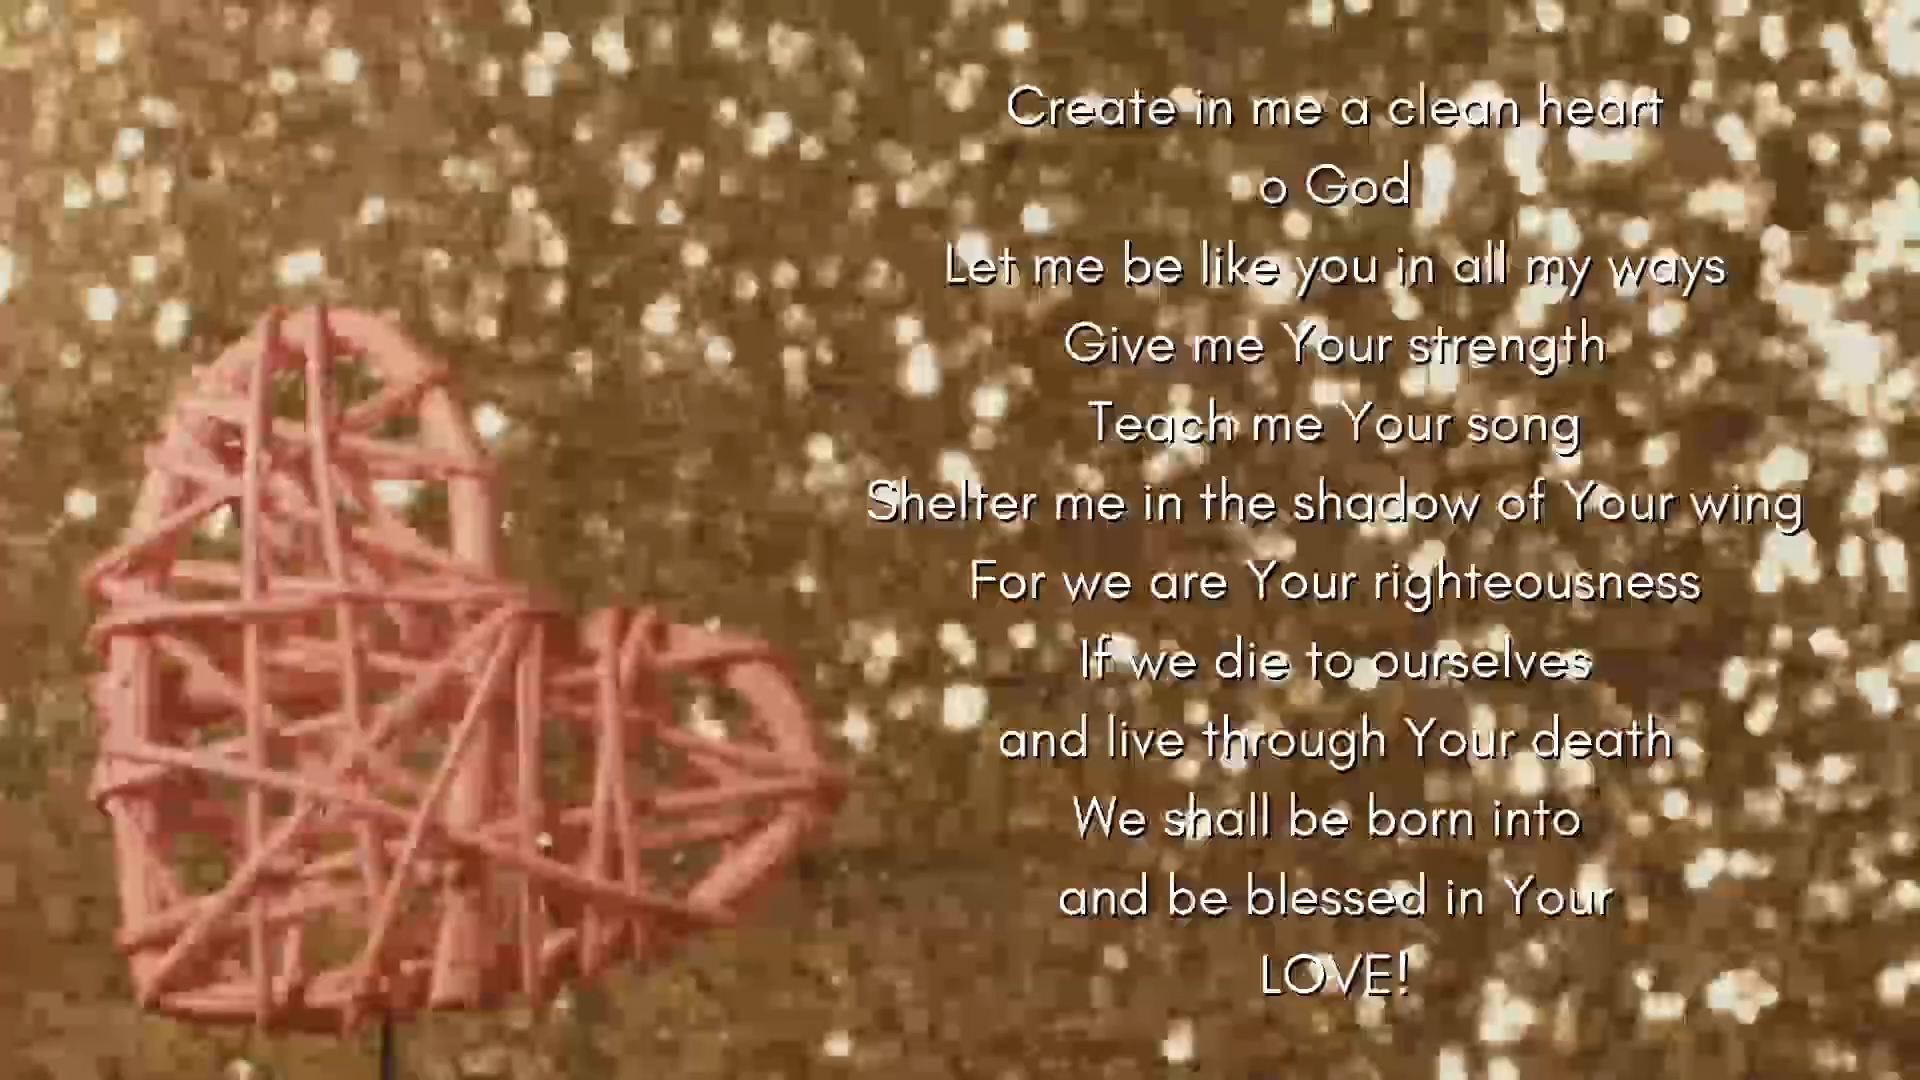 Create in me a clean heart
o God
Let me be like you in all my ways
Give me Your strength
Teach me Your song
Shelter me in the shadow of Your wing
For we are Your righteousness
If we die to ourselves
and live through Your death
We shall be born into
and be blessed in Your
LOVE!